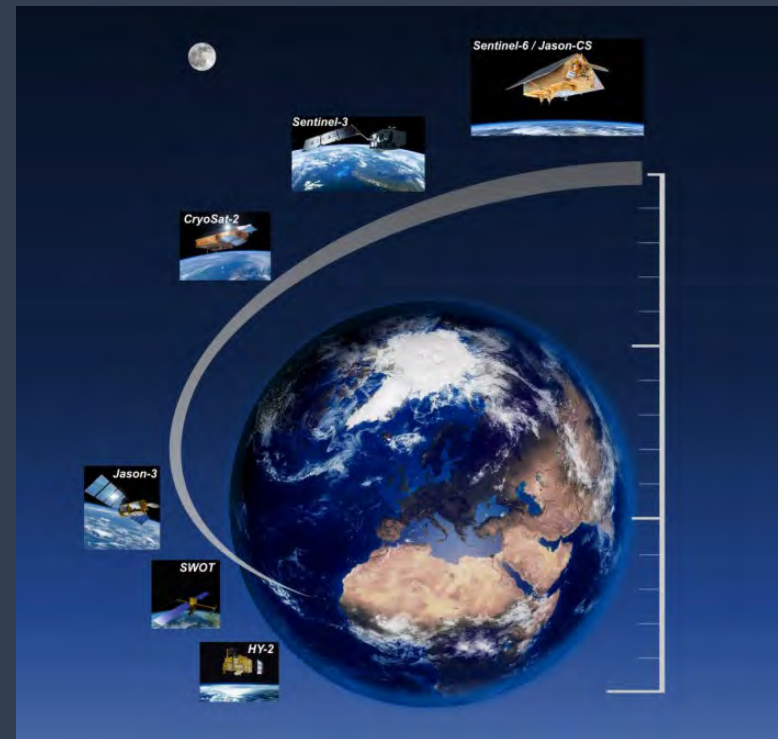 Sentinel-6 / Jason-CS
Sentinel-3
CryoSat-2
Jason-3
SWOT
HY-2